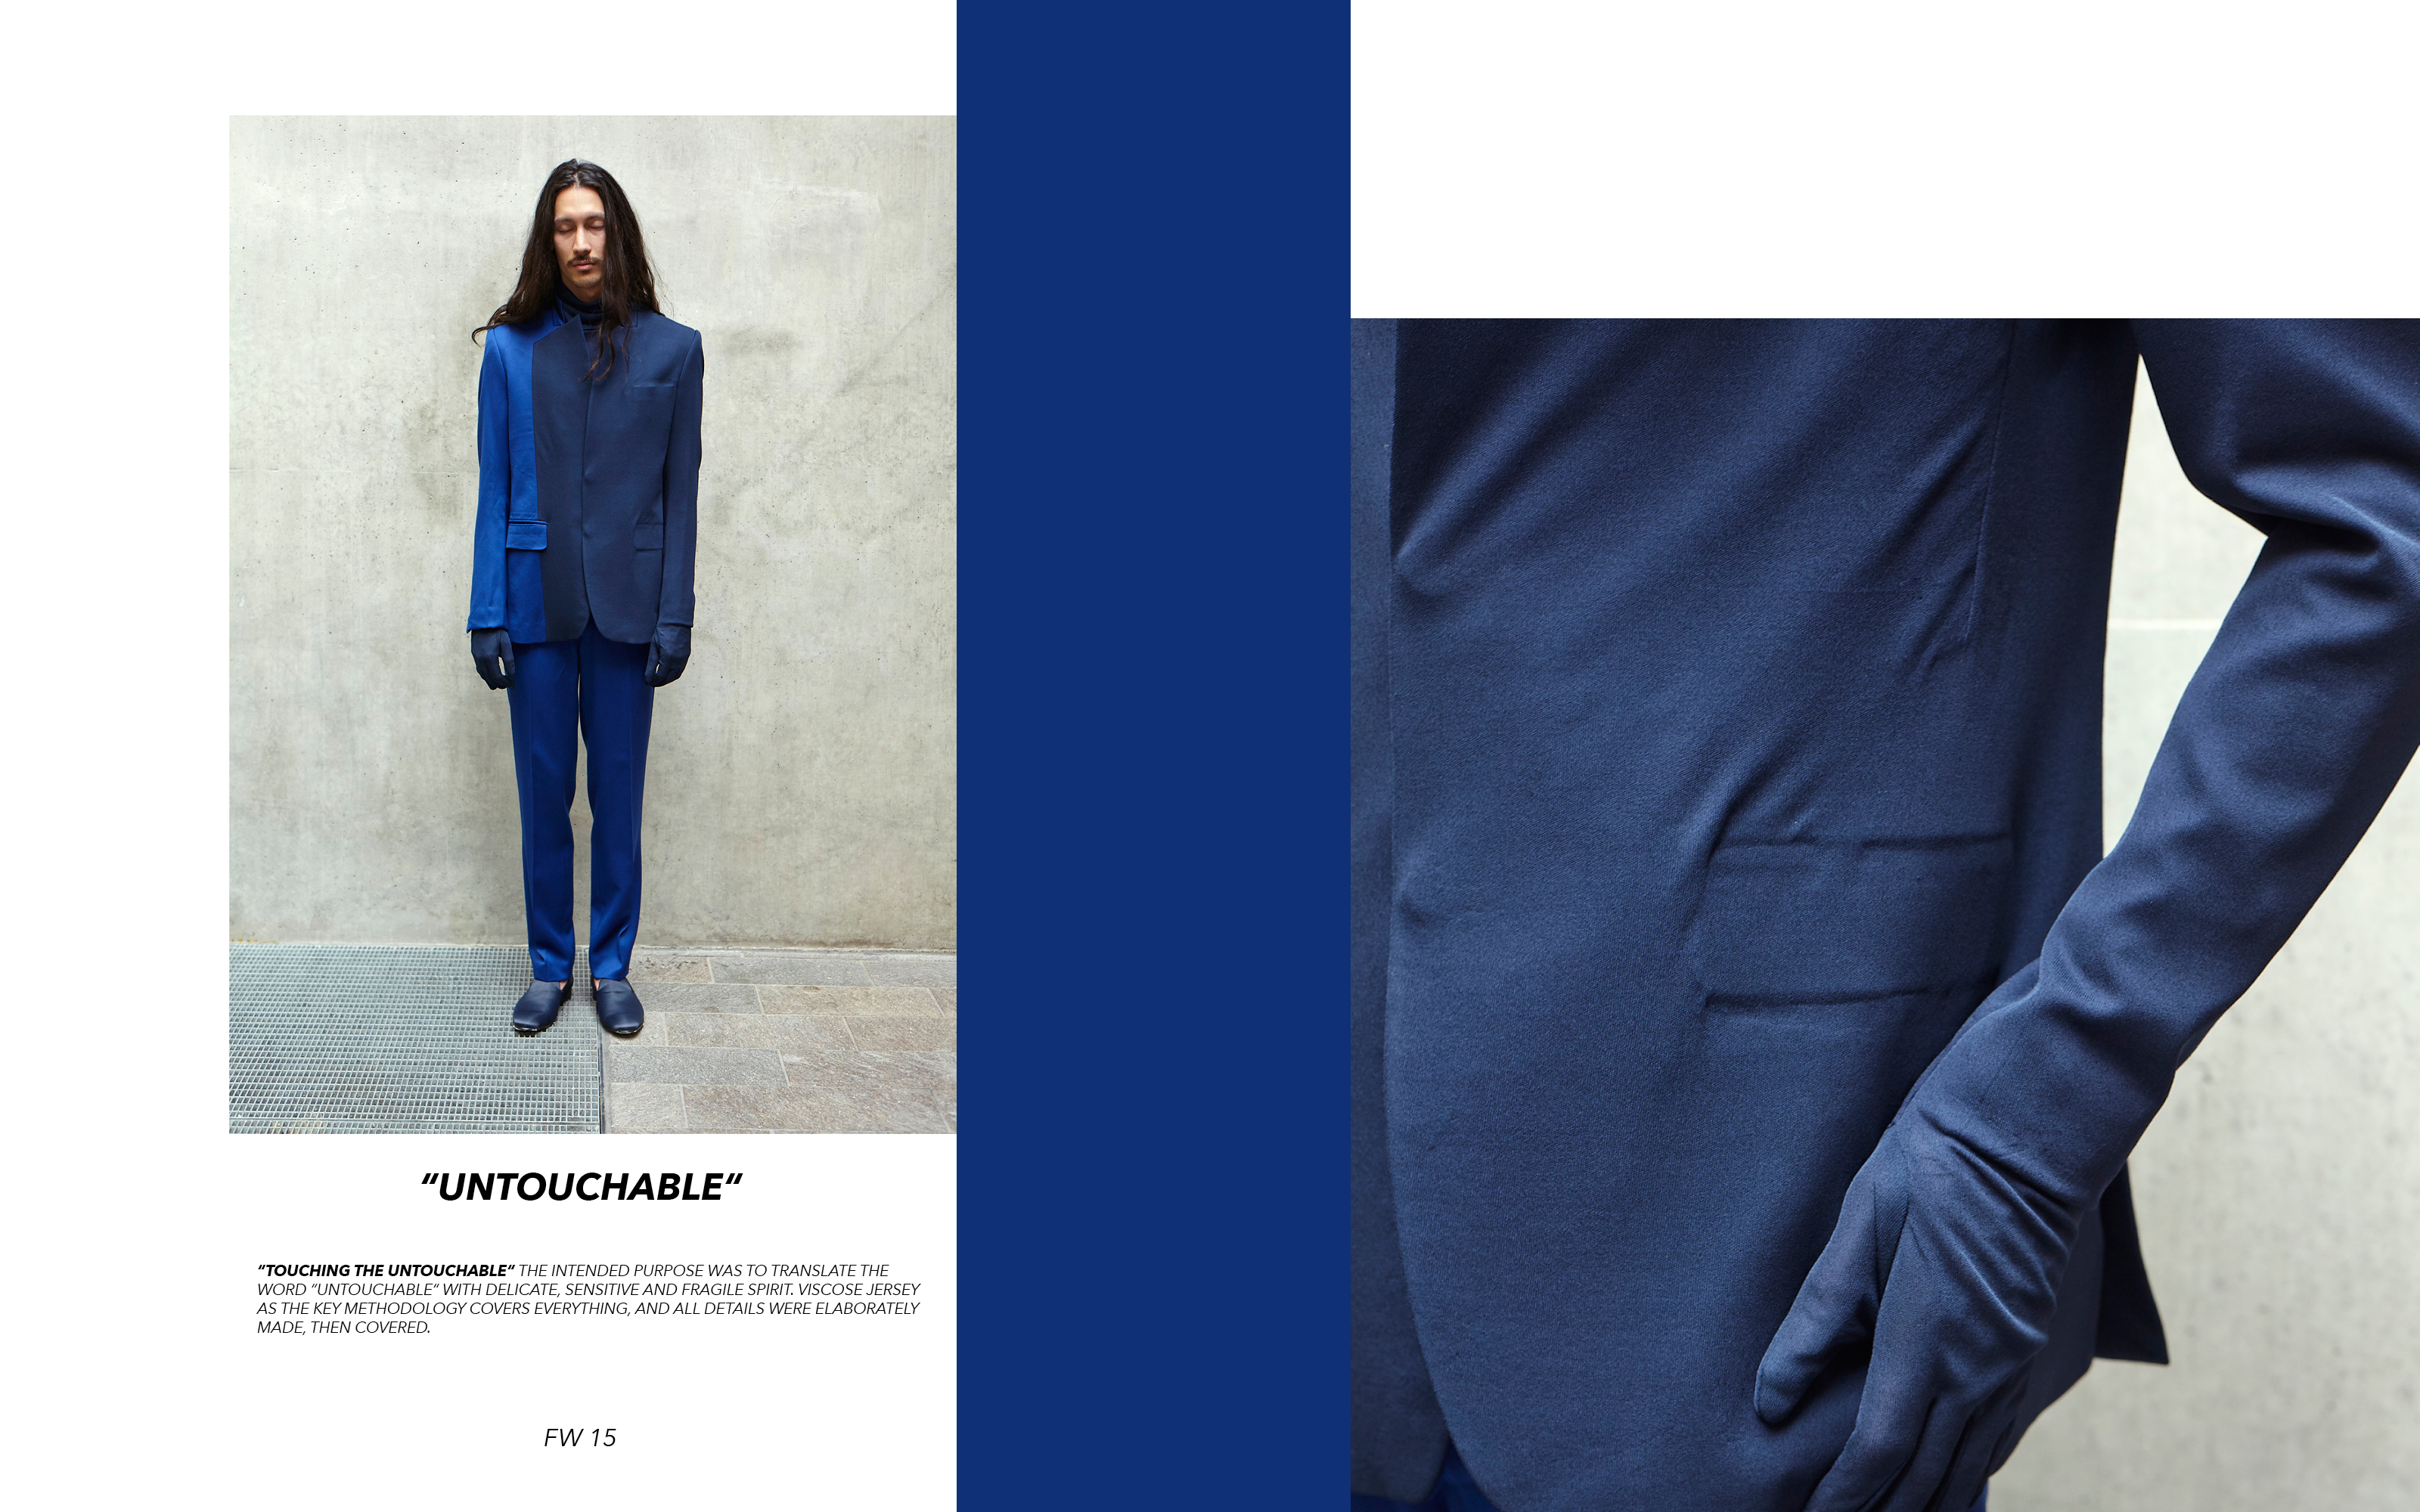 “UNTOUCHABLE“
“TOUCHING THE UNTOUCHABLE“ THE INTENDED PURPOSE WAS TO TRANSLATE THE
WORD “UNTOUCHABLE“ WITH DELICATE, SENSITIVE AND FRAGILE SPIRIT. VISCOSE JERSEY
AS THE KEY METHODOLOGY COVERS EVERYTHING, AND ALL DETAILS WERE ELABORATELY
MADE, THEN COVERED.
FW 15